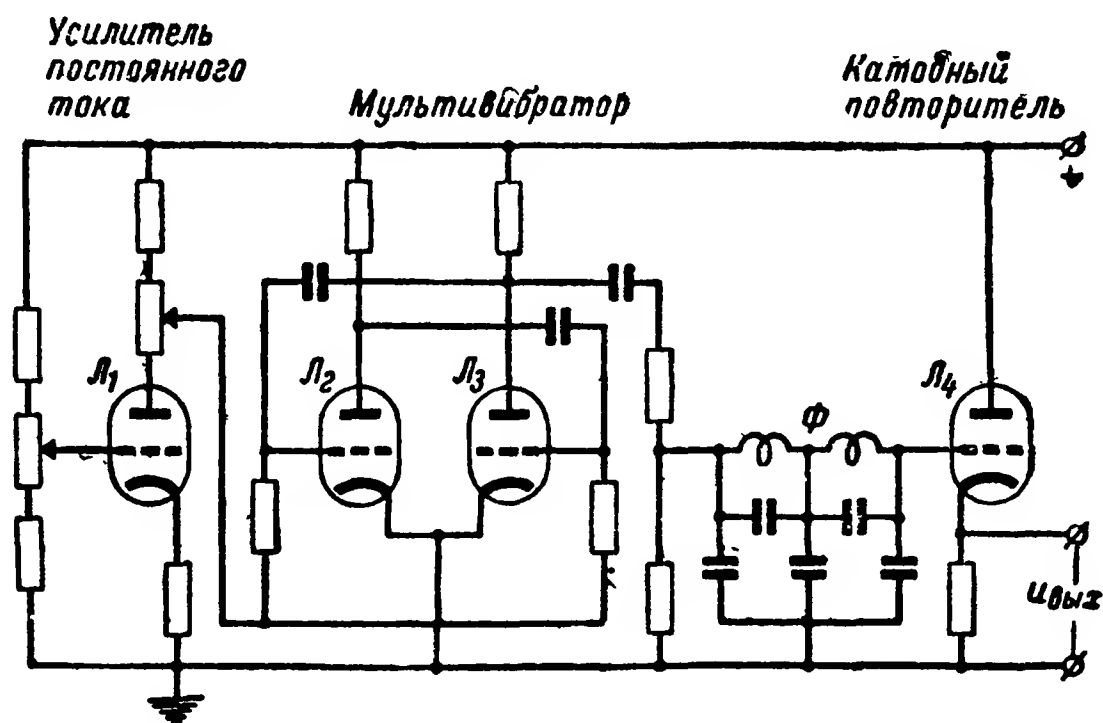 Усилитель
постоянного
тока
Мультивибратор
Катодный
повторитель
+
Л1
Л2
Л3
Л4
Ф
Uвых